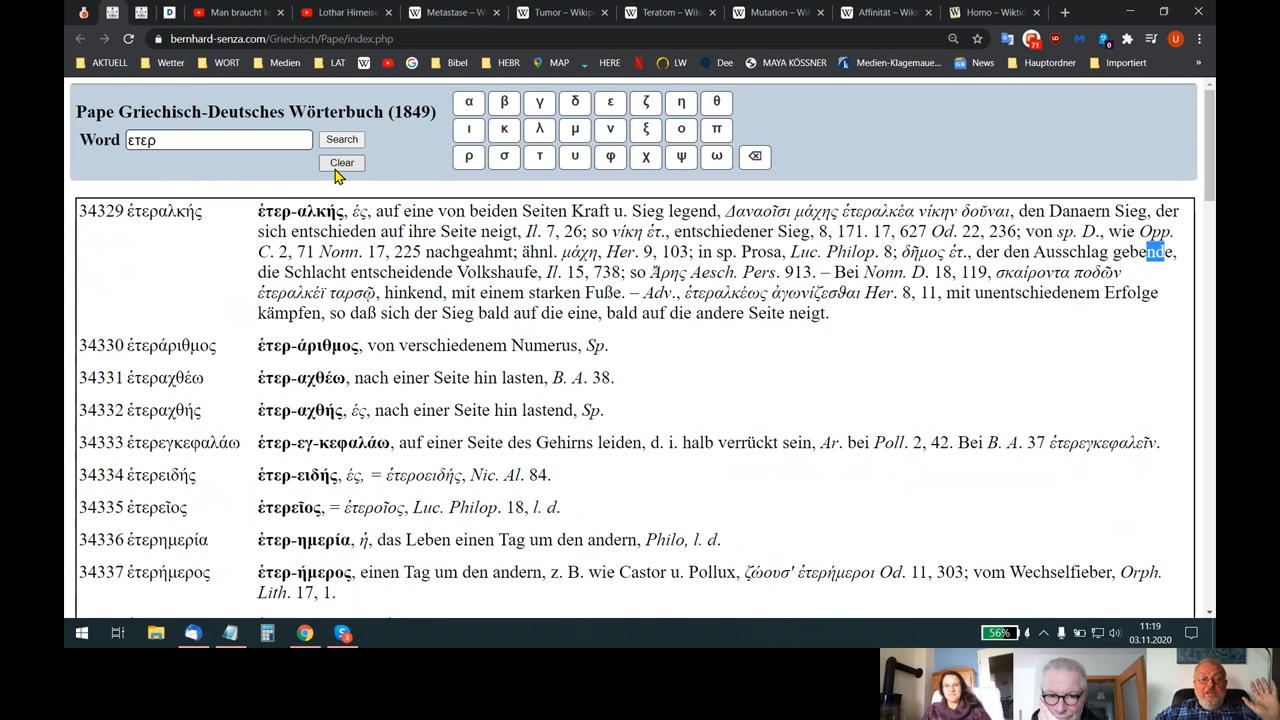 Man braucht k
Lothar Hirneise
Metastase – Wi
Tumor – Wikip
Teratom – Wiki
Mutation – Wi
Affinität – Wiki
Homo – Wiktio
bernhard-senza.com/Griechisch/Pape/index.php
71
0
U
AKTUELL Wetter WORT Medien LAT Bibel HEBR MAP HERE LW Dee MAYA KÖSSNER Medien-Klagemaue... News Hauptordner Importiert »
Pape Griechisch-Deutsches Wörterbuch (1849)
Word ετερ Search
Clear
α β γ δ ε ζ η θ
ι κ λ μ ν ξ ο π
ρ σ τ υ φ χ ψ ω ⌫
34329 ἑτεραλκής ἑτερ-αλκής, ές, auf eine von beiden Seiten Kraft u. Sieg legend, Δαναοῖσι μάχης ἑτεραλκέα νίκην δοῦναι, den Danaern Sieg, der
sich entschieden auf ihre Seite neigt, Il. 7, 26; so νίκη ἑτ., entschiedener Sieg, 8, 171. 17, 627 Od. 22, 236; von sp. D., wie Opp.
C. 2, 71 Nonn. 17, 225 nachgeahmt; ähnl. μάχη, Her. 9, 103; in sp. Prosa, Luc. Philop. 8; δῆμος ἑτ., der den Ausschlag gebende,
die Schlacht entscheidende Volkshaufe, Il. 15, 738; so Ἄρης Aesch. Pers. 913. – Bei Nonn. D. 18, 119, σκαίροντα ποδῶν
ἑτεραλκέϊ ταρσῷ, hinkend, mit einem starken Fuße. – Adv., ἑτεραλκέως ἀγωνίζεσθαι Her. 8, 11, mit unentschiedenem Erfolge
kämpfen, so daß sich der Sieg bald auf die eine, bald auf die andere Seite neigt.
34330 ἑτεράριθμος ἑτερ-άριθμος, von verschiedenem Numerus, Sp.
34331 ἑτεραχθέω ἑτερ-αχθέω, nach einer Seite hin lasten, B. A. 38.
34332 ἑτεραχθής ἑτερ-αχθής, ές, nach einer Seite hin lastend, Sp.
34333 ἑτερεγκεφαλάω ἑτερ-εγ-κεφαλάω, auf einer Seite des Gehirns leiden, d. i. halb verrückt sein, Ar. bei Poll. 2, 42. Bei B. A. 37 ἑτερεγκεφαλεῖν.
34334 ἑτερειδής ἑτερ-ειδής, ές, = ἑτεροειδής, Nic. Al. 84.
34335 ἑτερεῖος ἑτερεῖος, = ἑτεροῖος, Luc. Philop. 18, l. d.
34336 ἑτερημερία ἑτερ-ημερία, ἡ, das Leben einen Tag um den andern, Philo, l. d.
34337 ἑτερήμερος ἑτερ-ήμερος, einen Tag um den andern, z. B. wie Castor u. Pollux, ζώουσ' ἑτερήμεροι Od. 11, 303; vom Wechselfieber, Orph.
Lith. 17, 1.
56%
11:19
03.11.2020